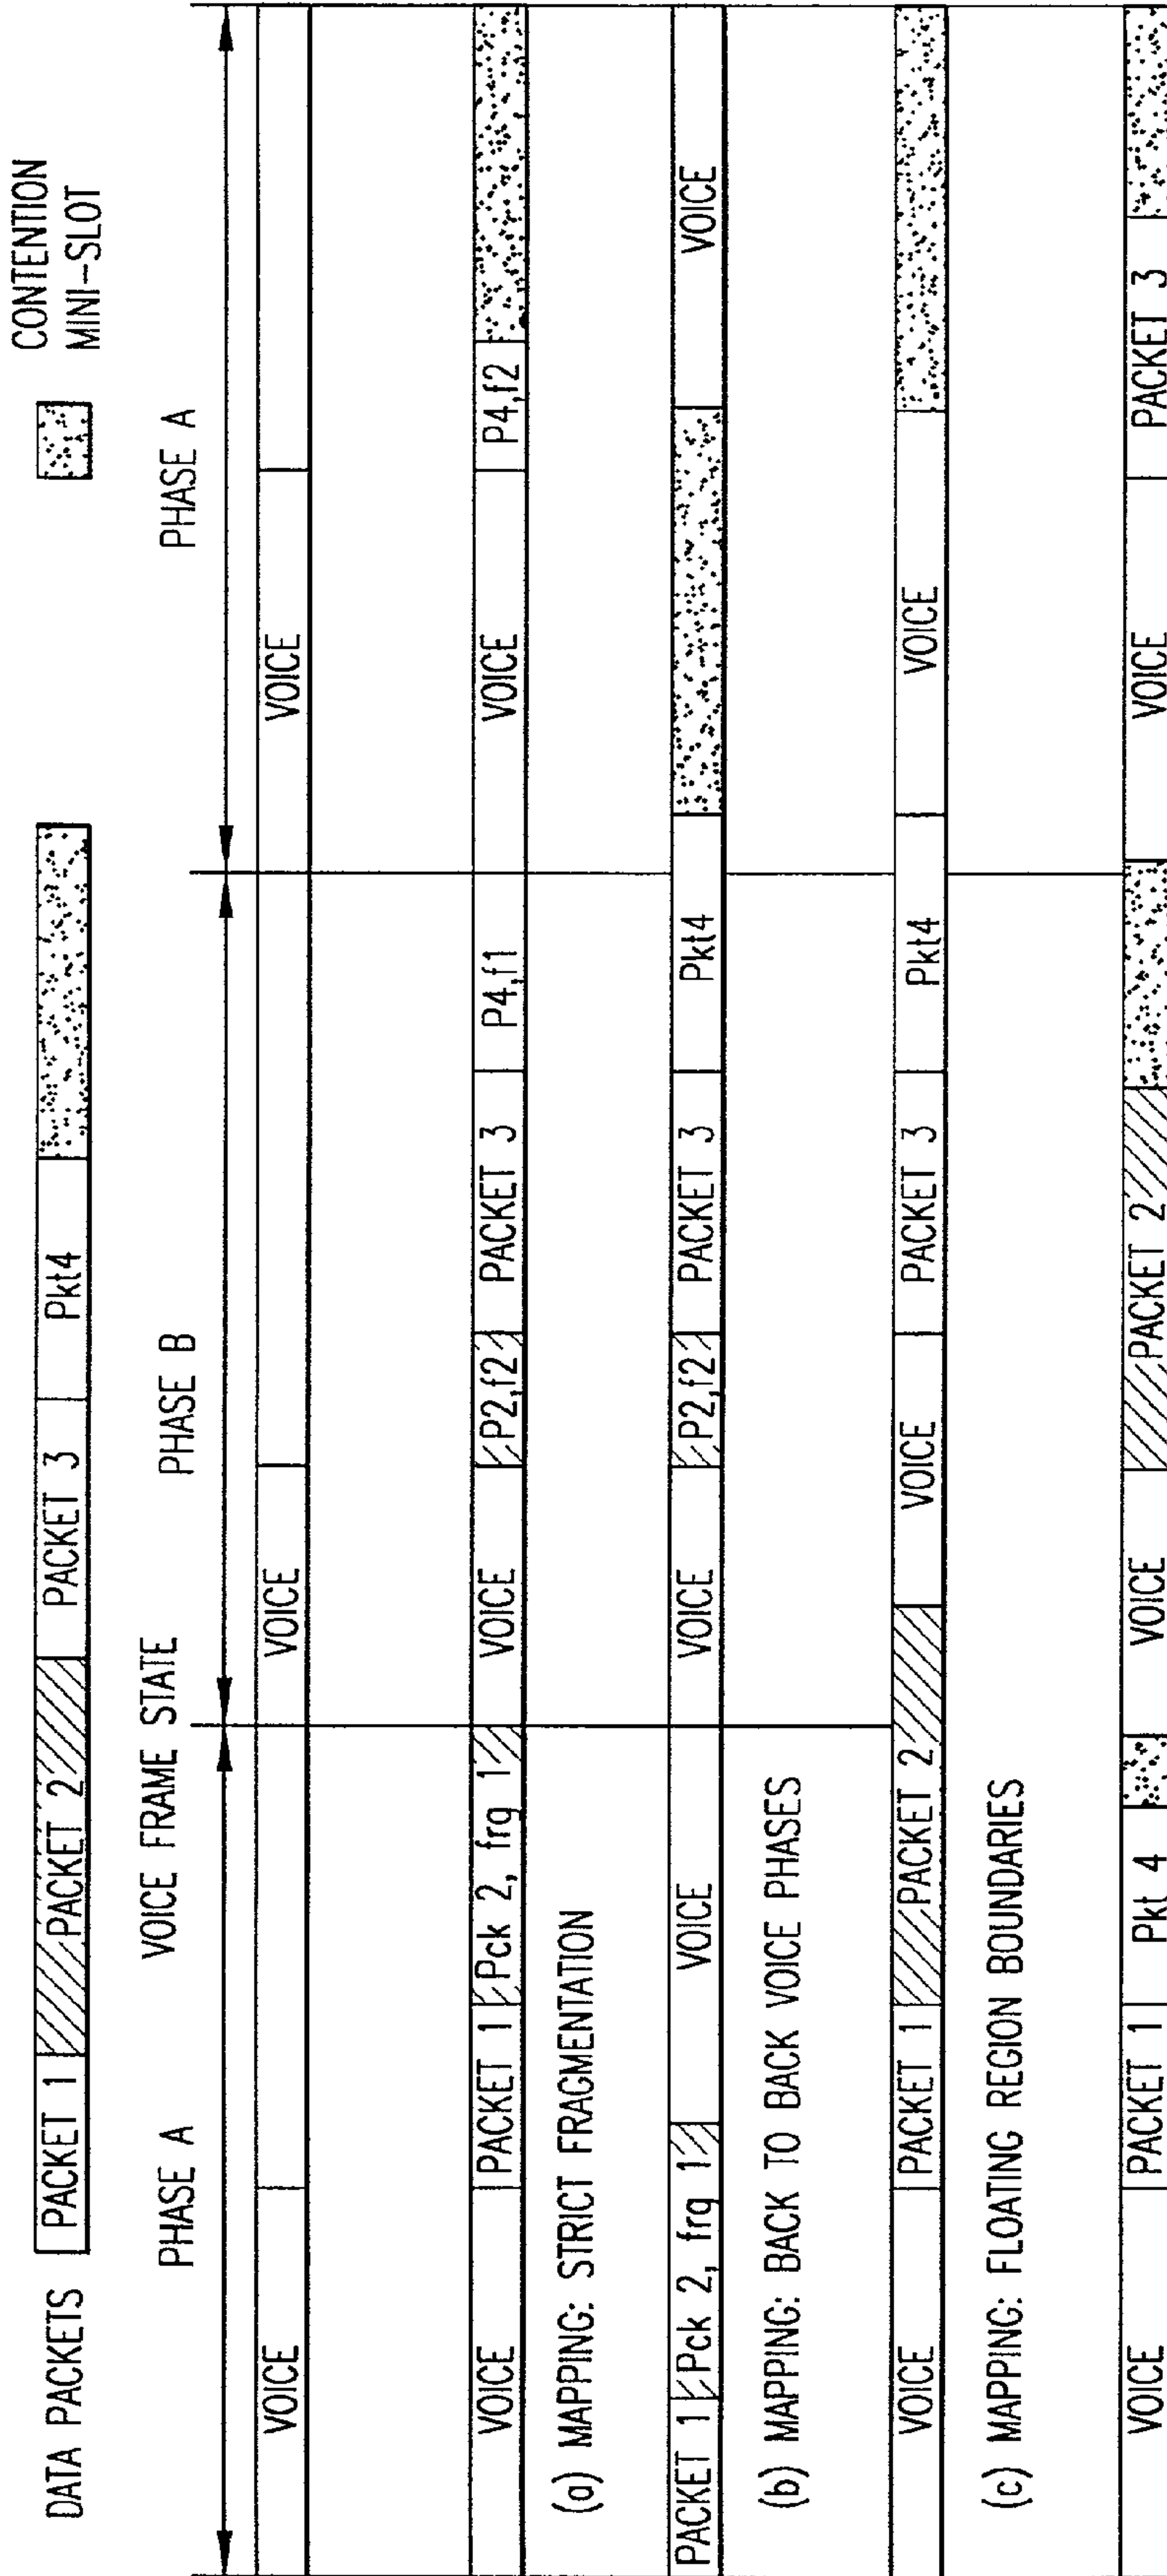 CONTENTION
MINI-SLOT
DATA PACKETS PACKET 1 PACKET 2 PACKET 3 Pkt4
VOICE FRAME STATE
PHASE A PHASE B PHASE A
VOICE VOICE VOICE
VOICE PACKET 1 Pck 2, frg 1 VOICE P2,f2 PACKET 3 P4,f1 VOICE P4,f2
(a) MAPPING: STRICT FRAGMENTATION
PACKET 1 Pck 2, frg 1 VOICE VOICE P2,f2 PACKET 3 Pkt4 VOICE
(b) MAPPING: BACK TO BACK VOICE PHASES
VOICE PACKET 1 PACKET 2 VOICE PACKET 3 Pkt4 VOICE
(c) MAPPING: FLOATING REGION BOUNDARIES
VOICE PACKET 1 Pkt 4 VOICE PACKET 2 VOICE PACKET 3